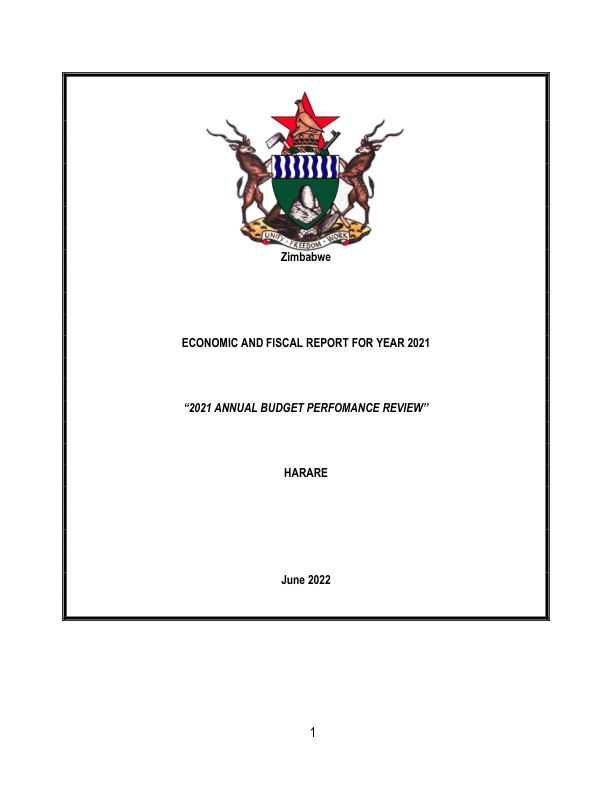 UNITY • FREEDOM • WORK
Zimbabwe
ECONOMIC AND FISCAL REPORT FOR YEAR 2021
“2021 ANNUAL BUDGET PERFOMANCE REVIEW”
HARARE
June 2022
1